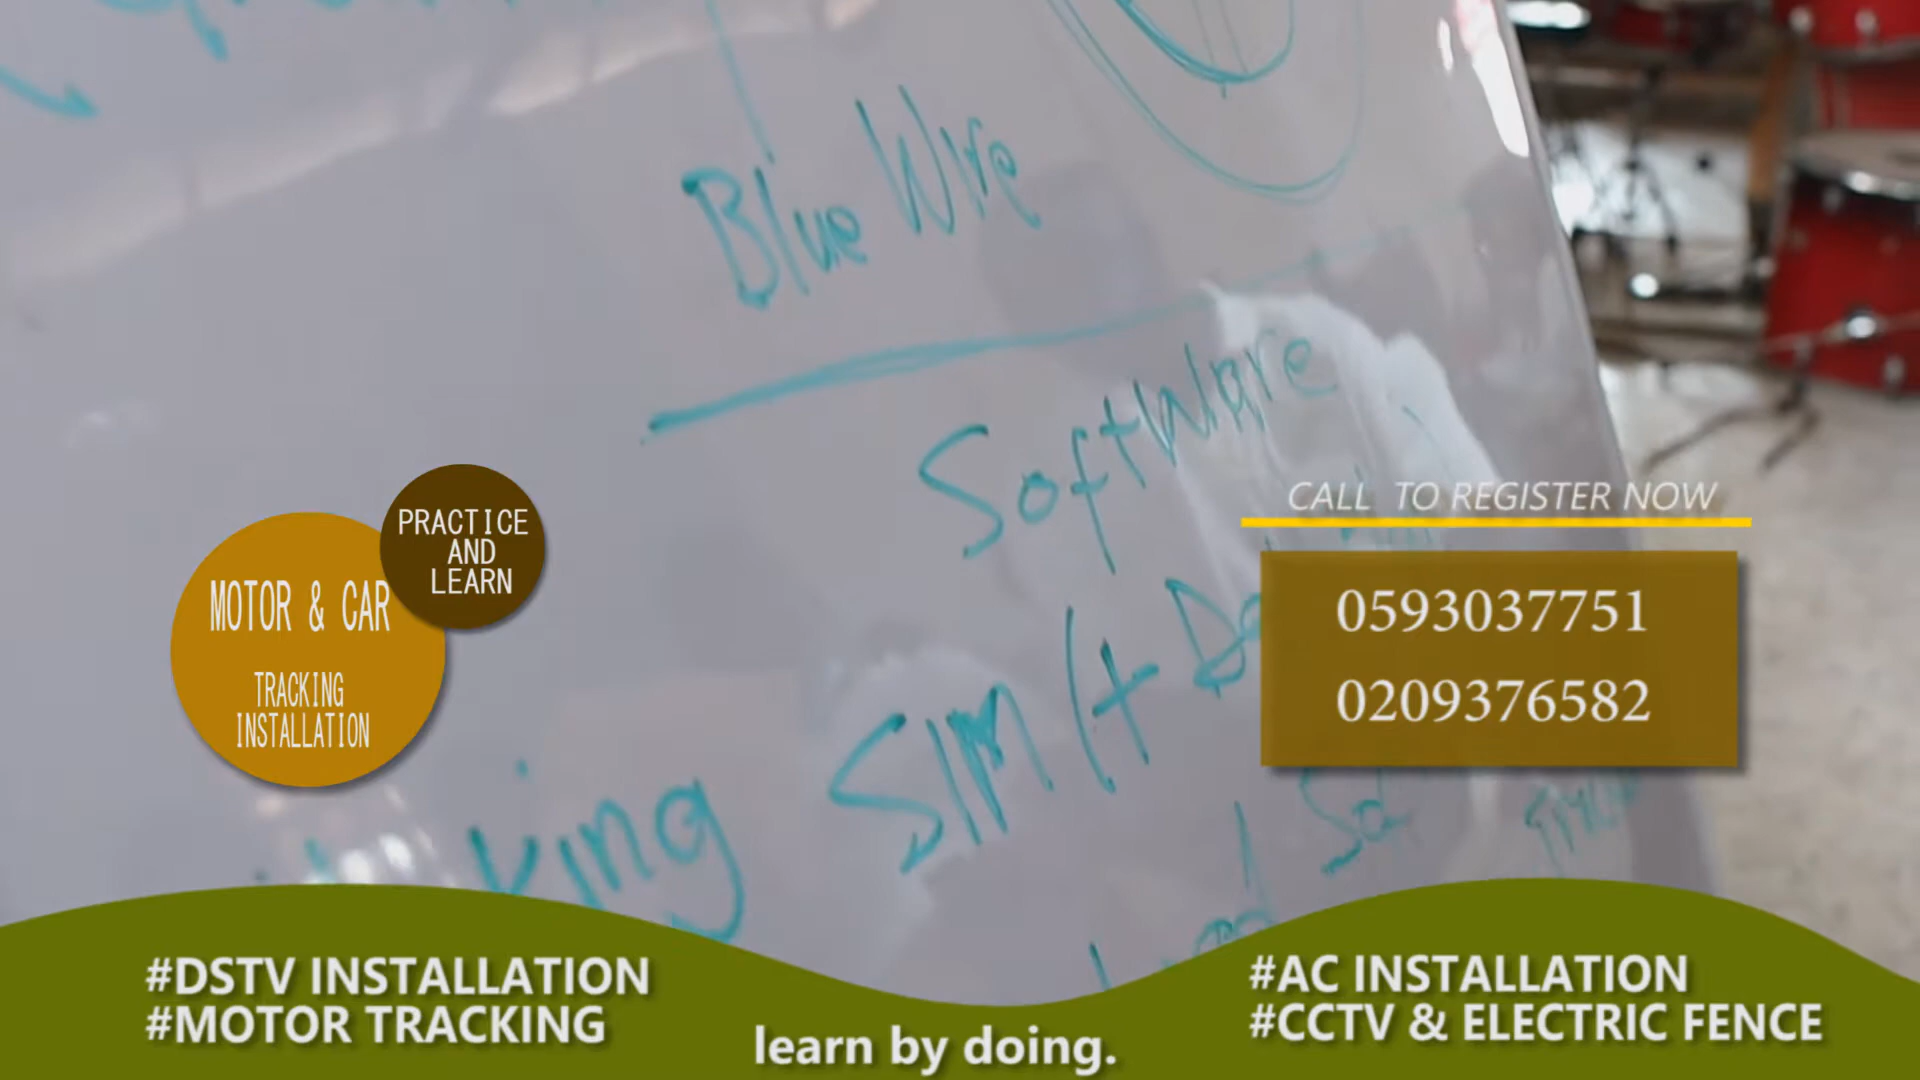 Blue Wire
Software
SIM
king
PRACTICE
AND
LEARN
MOTOR & CAR
TRACKING
INSTALLATION
CALL TO REGISTER NOW
0593037751
0209376582
#DSTV INSTALLATION
#MOTOR TRACKING
learn by doing.
#AC INSTALLATION
#CCTV & ELECTRIC FENCE